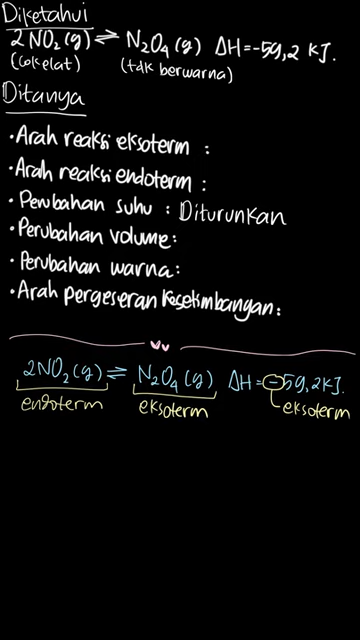 Diketahui
2NO₂(g) ⇌ N₂O₄(g) ΔH = -59,2 KJ.
(cokelat) (tdk berwarna)
Ditanya
• Arah reaksi eksoterm :
• Arah reaksi endoterm :
• Perubahan suhu : Diturunkan
• Perubahan volume:
• Perubahan warna:
• Arah pergeseran kesetimbangan:
2NO₂(g) ⇌ N₂O₄(g) ΔH = -59,2 KJ.
endoterm eksoterm eksoterm